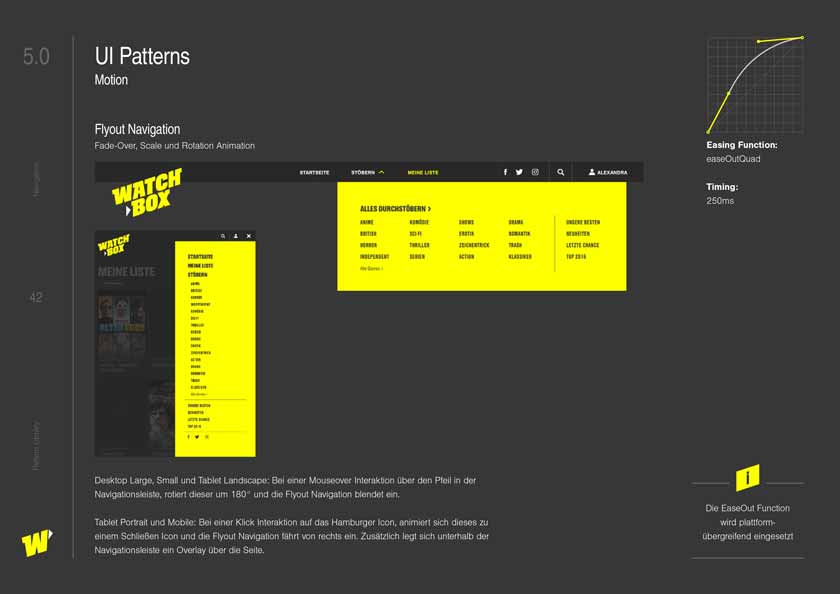 5.0
UI Patterns
Motion
Flyout Navigation
Fade-Over, Scale und Rotation Animation
Easing Function:
easeOutQuad
Timing:
250ms
Navigations
42
Pattern Library
WATCH
BOX
STARTSEITE STÖBERN MEINE LISTE ALEXANDRA
ALLES DURCHSTÖBERN >
ANIME KOMÖDIE SHOWS DRAMA UNSERE BESTEN
BRITISH SCI-FI EROTIK ROMANTIK NEUHEITEN
HORROR THRILLER ZEICHENTRICK TRASH LETZTE CHANCE
INDEPENDENT SERIEN ACTION KLASSIKER TOP 2016
Alle Genres >
WATCH
BOX
MEINE LISTE
STARTSEITE
MEINE LISTE
STÖBERN
ANIME
BRITISH
HORROR
INDEPENDENT
KOMÖDIE
SCI-FI
THRILLER
SERIEN
SHOWS
EROTIK
ZEICHENTRICK
ACTION
DRAMA
ROMANTIK
TRASH
KLASSIKER
UNSERE BESTEN
NEUHEITEN
LETZTE CHANCE
TOP 2016
Desktop Large, Small und Tablet Landscape: Bei einer Mouseover Interaktion über den Pfeil in der
Navigationsleiste, rotiert dieser um 180° und die Flyout Navigation blendet ein.
Tablet Portrait und Mobile: Bei einer Klick Interaktion auf das Hamburger Icon, animiert sich dieses zu
einem Schließen Icon und die Flyout Navigation fährt von rechts ein. Zusätzlich legt sich unterhalb der
Navigationsleiste ein Overlay über die Seite.
Die EaseOut Function
wird plattform-
übergreifend eingesetzt